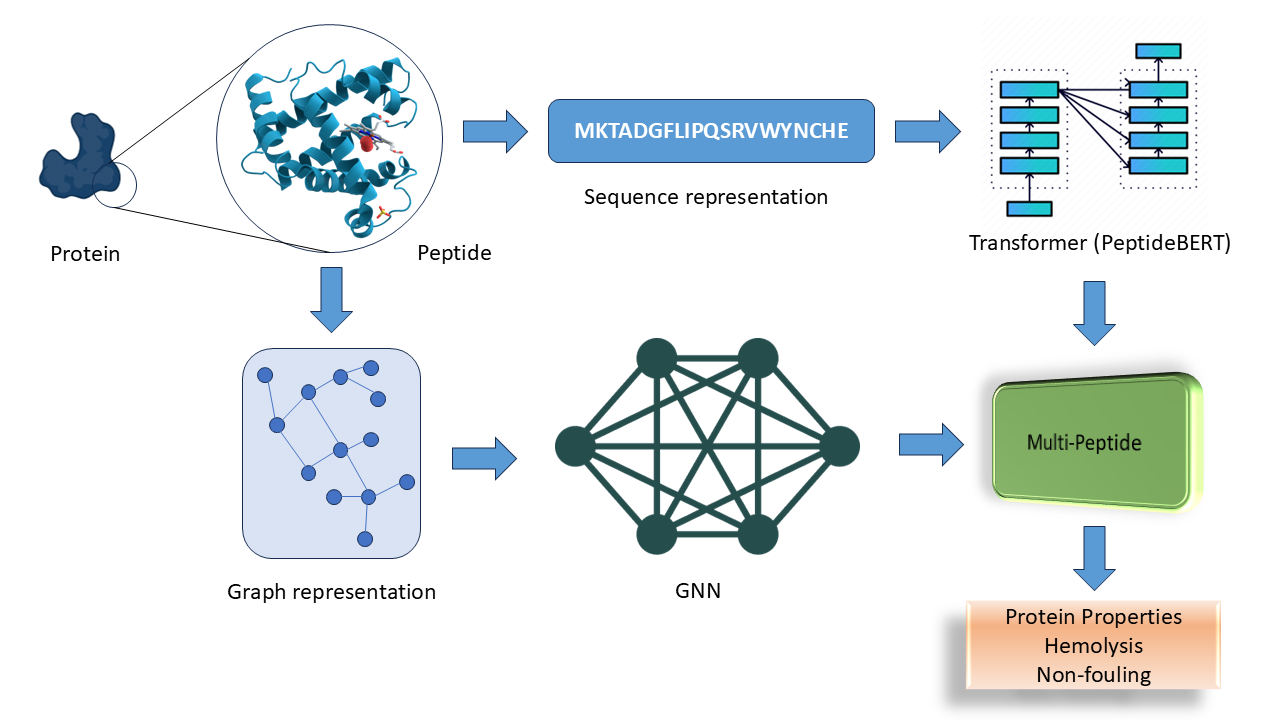 MKTADGFLIPQSRVWYNCHE
Sequence representation
Protein
Peptide
Transformer (PeptideBERT)
Multi-Peptide
Graph representation
GNN
Protein Properties
Hemolysis
Non-fouling